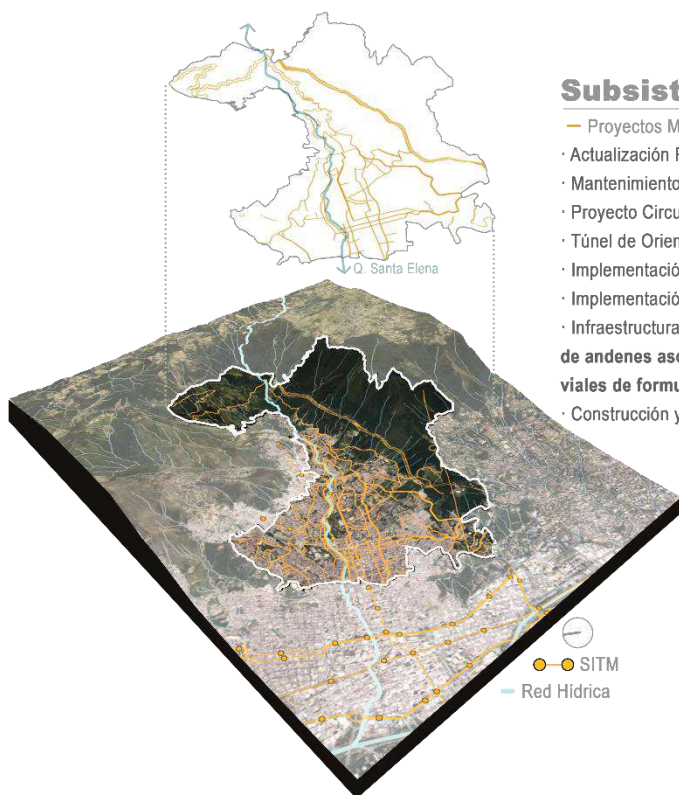 Subsist
Proyectos M
· Actualización
· Mantenimiento
· Proyecto Circu
· Túnel de Orien
· Implementació
· Implementació
· Infraestructura
de andenes aso
viales de formu
· Construcción y
Q. Santa Elena
SITM
Red Hídrica